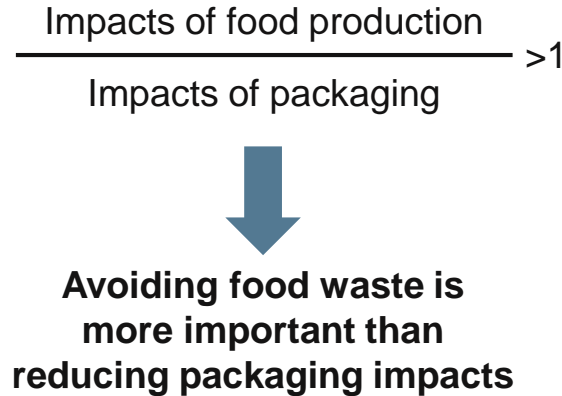 Impacts of food production
>1
Impacts of packaging
Avoiding food waste is
more important than
reducing packaging impacts